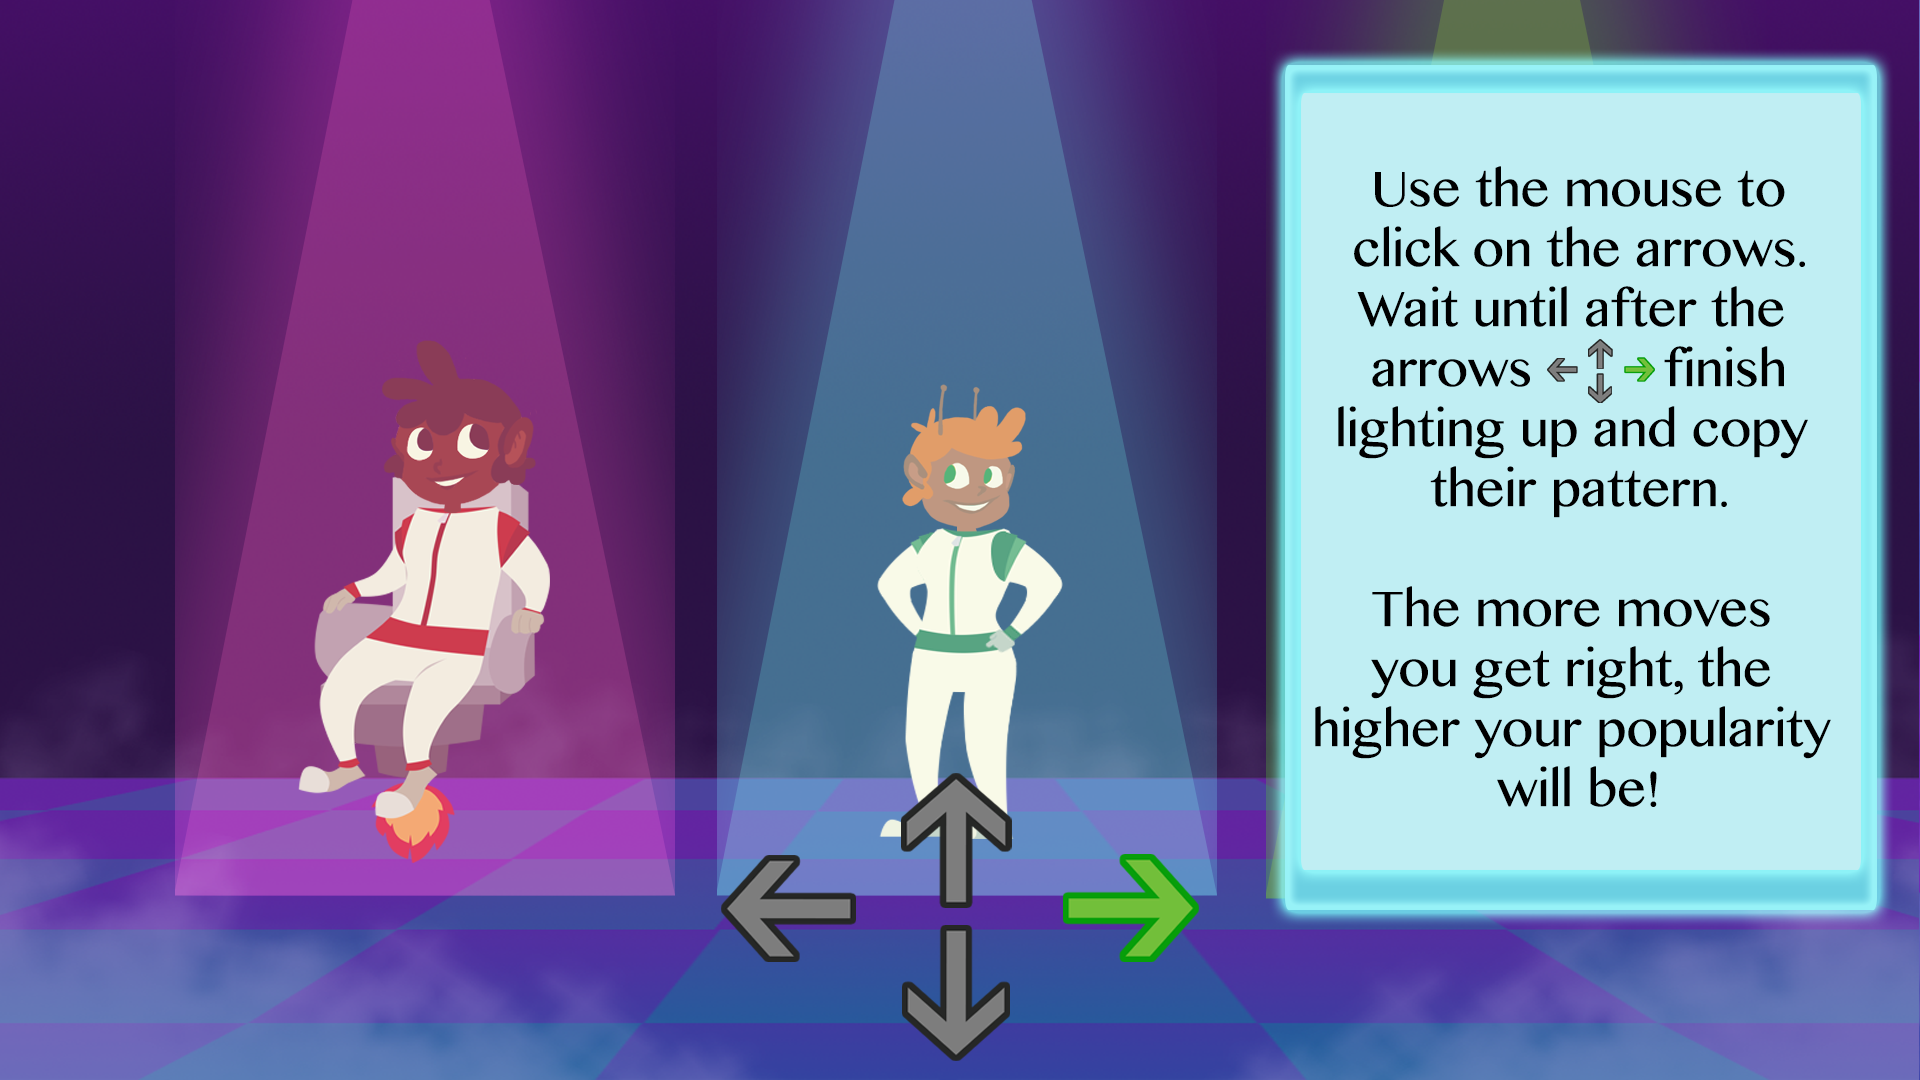 Use the mouse to
click on the arrows.
Wait until after the
arrows finish
lighting up and copy
their pattern.
The more moves
you get right, the
higher your popularity
will be!